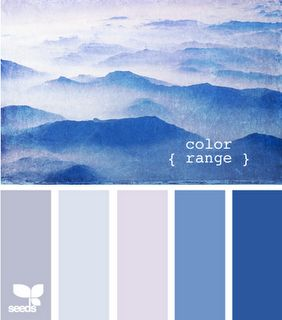 color
{ range }
seeds